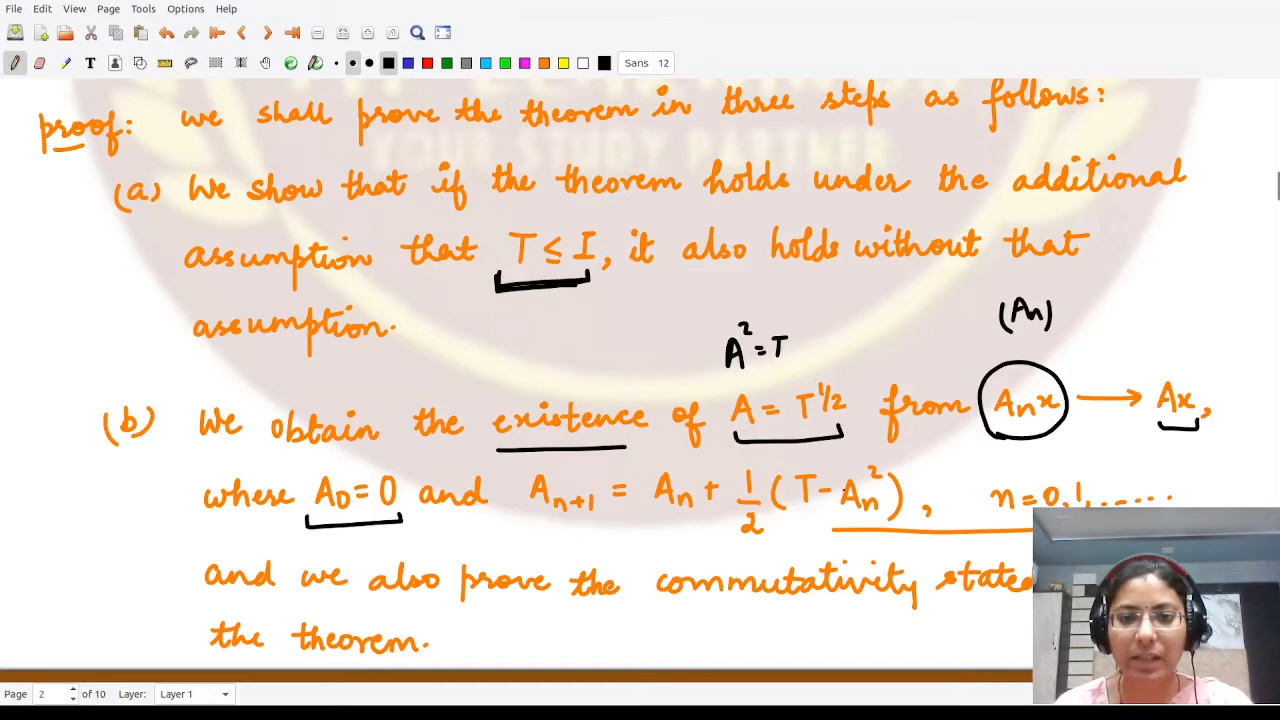 File Edit View Page Tools Options Help
Sans 12
YOUR STUDY PARTNER
proof: we shall prove the theorem in three steps as follows:
(a) We show that if the theorem holds under the additional
assumption that T ≤ I, it also holds without that
assumption.
A² = T (An)
(b) We obtain the existence of A = T^1/2 from Anx → Ax,
where A0 = 0 and An+1 = An + 1/2 (T - An²), n = 0, 1, ......
and we also prove the commutativity state
the theorem.
Page 2 of 10 Layer: Layer 1